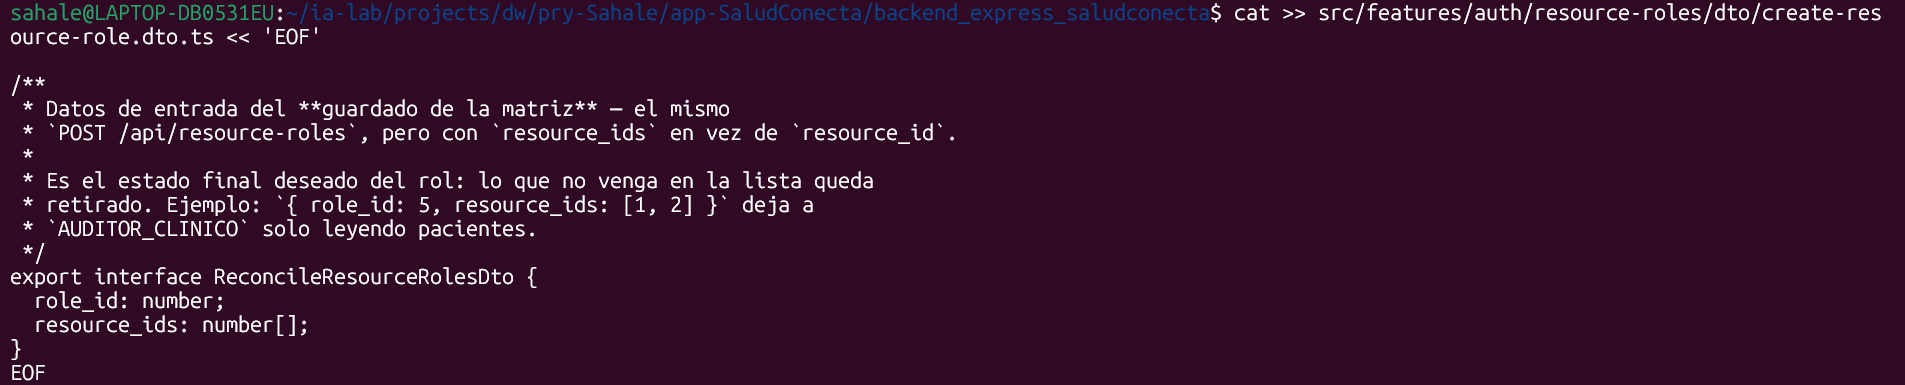 sahale@LAPTOP-DB0531EU:~/ia-lab/projects/dw/pry-Sahale/app-SaludConecta/backend_express_saludconecta$ cat >> src/features/auth/resource-roles/dto/create-res
ource-role.dto.ts << 'EOF'

/**
 * Datos de entrada del **guardado de la matriz** — el mismo
 * `POST /api/resource-roles`, pero con `resource_ids` en vez de `resource_id`.
 *
 * Es el estado final deseado del rol: lo que no venga en la lista queda
 * retirado. Ejemplo: `{ role_id: 5, resource_ids: [1, 2] }` deja a
 * `AUDITOR_CLINICO` solo leyendo pacientes.
 */
export interface ReconcileResourceRolesDto {
  role_id: number;
  resource_ids: number[];
}
EOF